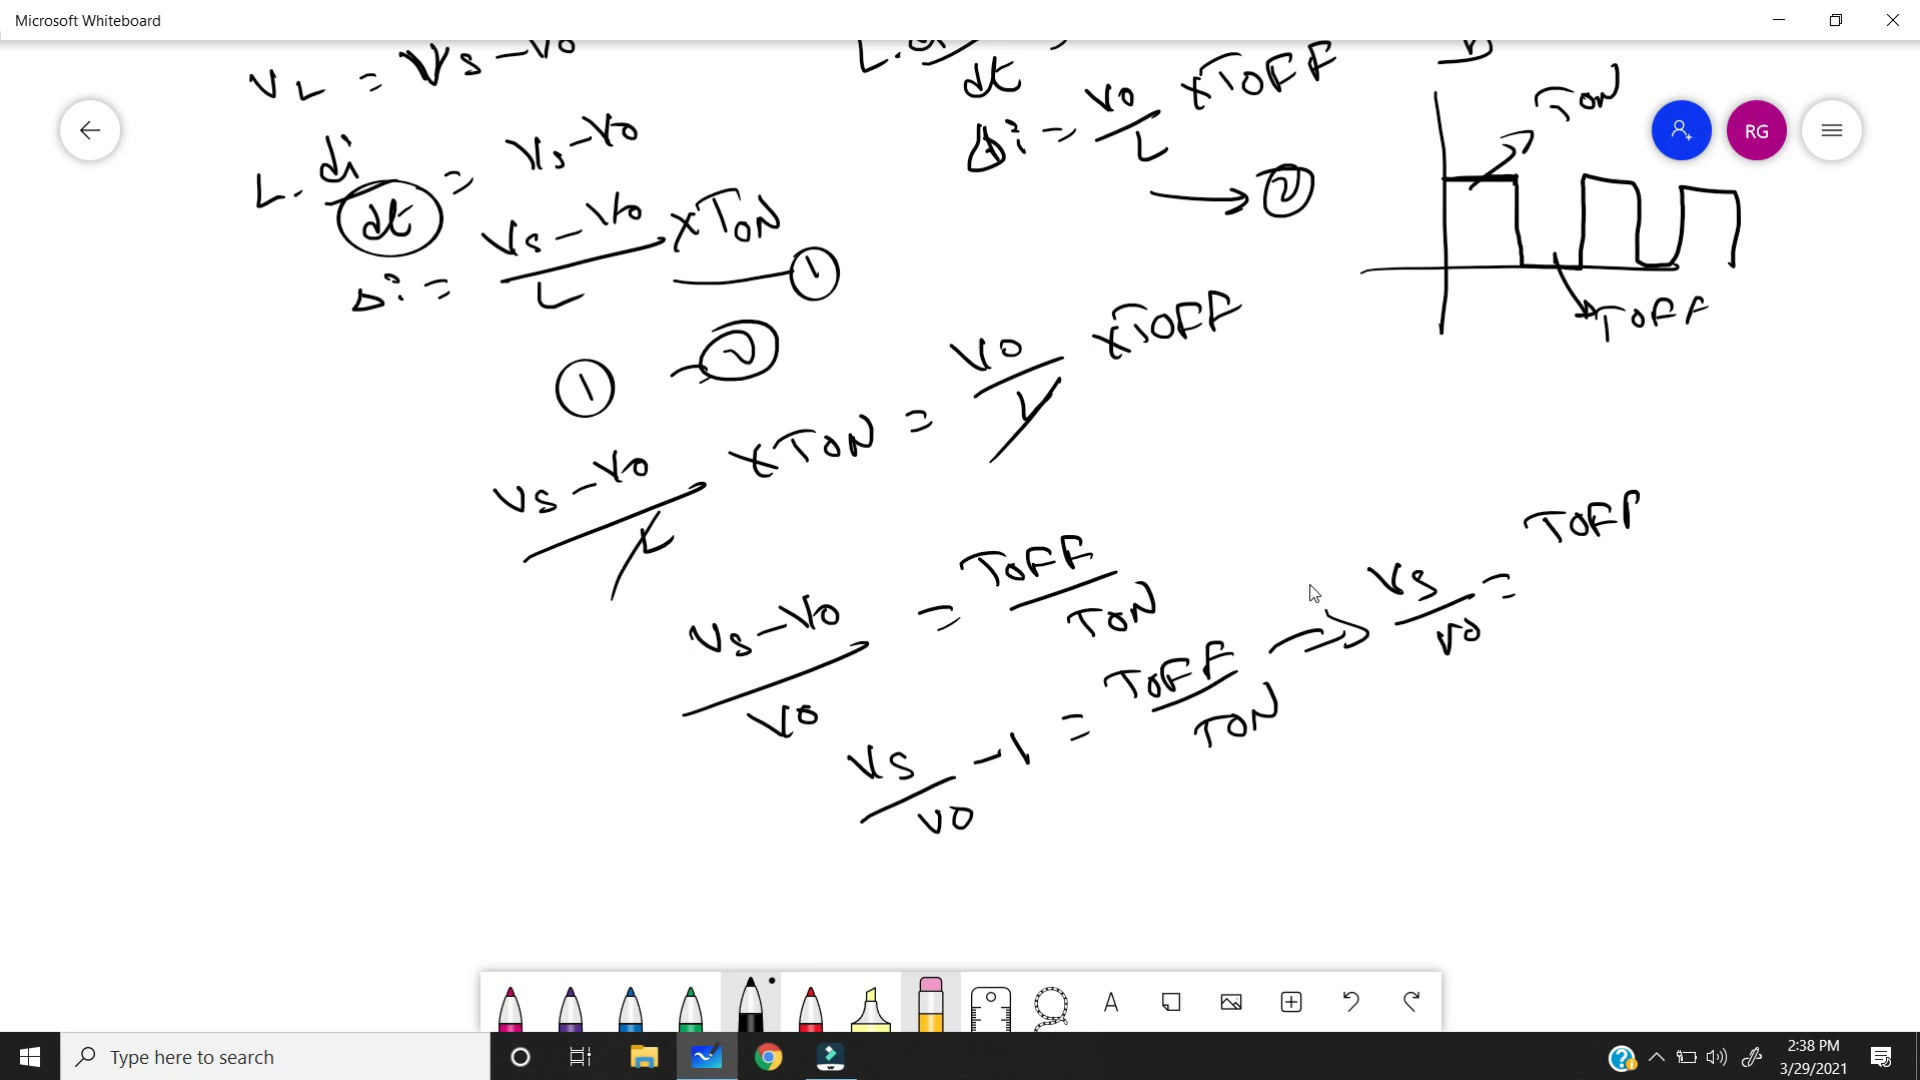 Microsoft Whiteboard
VL = Vs - Vo
L. di/dt = Vs - Vo
Δi = Vs - Vo / L x TON
1
L. di/dt =
Δi = Vo/L x TOFF
2
TON
TOFF
RG
1 - 2
Vs - Vo / L x TON = Vo / L x TOFF
Vs - Vo / Vo = TOFF / TON
Vs / Vo - 1 = TOFF / TON => Vs / Vo = TOFF
A
Type here to search
2:38 PM
3/29/2021